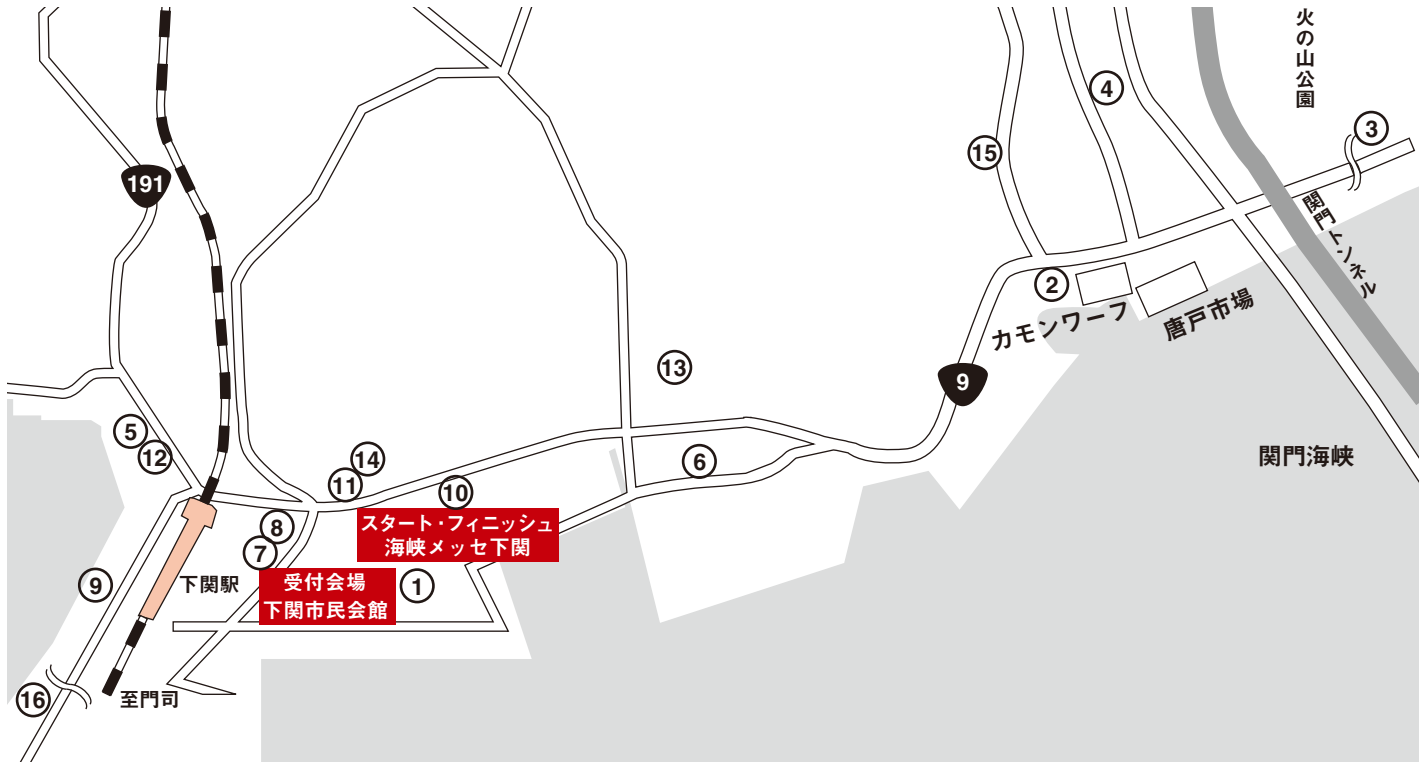 火の山公園
④
③
⑮
191
関門トンネル
②
カモンワーフ
唐戸市場
⑬
9
⑤
⑫
⑭
⑪
⑥
⑩
関門海峡
スタート・フィニッシュ
海峡メッセ下関
⑧
⑦
⑨
下関駅
受付会場
下関市民会館
①
⑯
至門司